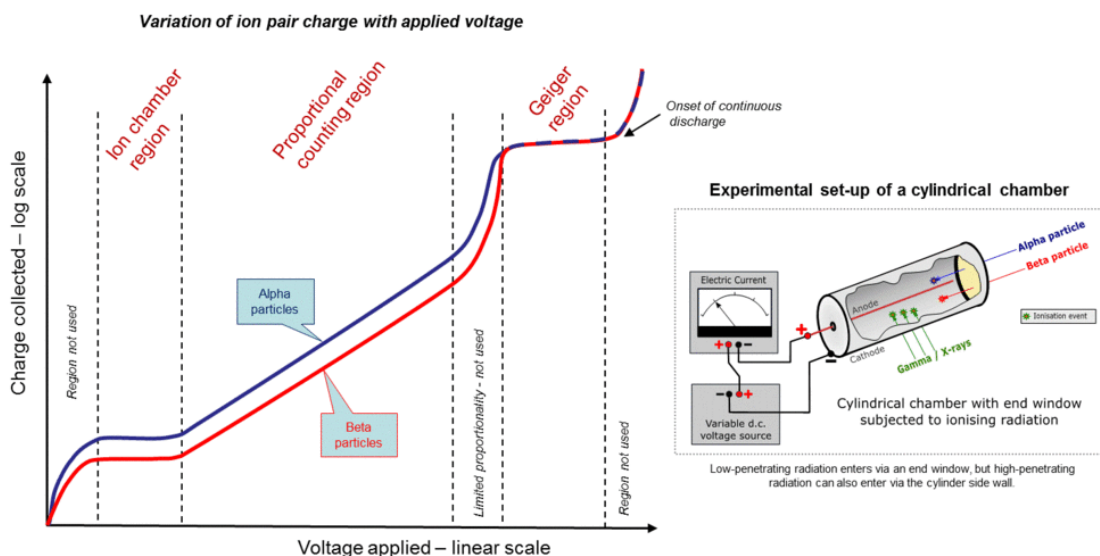 Variation of ion pair charge with applied voltage
Ion chamber
region
Proportional
counting region
Geiger
region
Onset of continuous
discharge
Charge collected – log scale
Region not used
Alpha
particles
Beta
particles
Limited proportionality - not used
Region not used
Voltage applied – linear scale
Experimental set-up of a cylindrical chamber
Alpha particle
Beta particle
Electric Current
Anode
+
Ionisation event
Cathode
–
Gamma / X-rays
+ –
– +
Variable d.c.
voltage source
Cylindrical chamber with end window
subjected to ionising radiation
Low-penetrating radiation enters via an end window, but high-penetrating
radiation can also enter via the cylinder side wall.